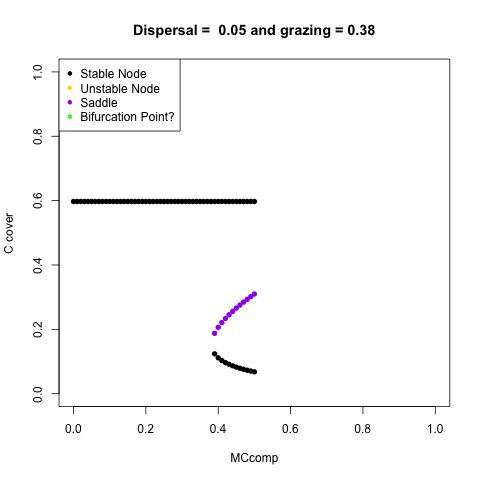 Dispersal =  0.05 and grazing = 0.38
Stable Node
Unstable Node
Saddle
Bifurcation Point?
1.0
0.8
0.6
0.4
0.2
0.0
C cover
0.0 0.2 0.4 0.6 0.8 1.0
MCcomp